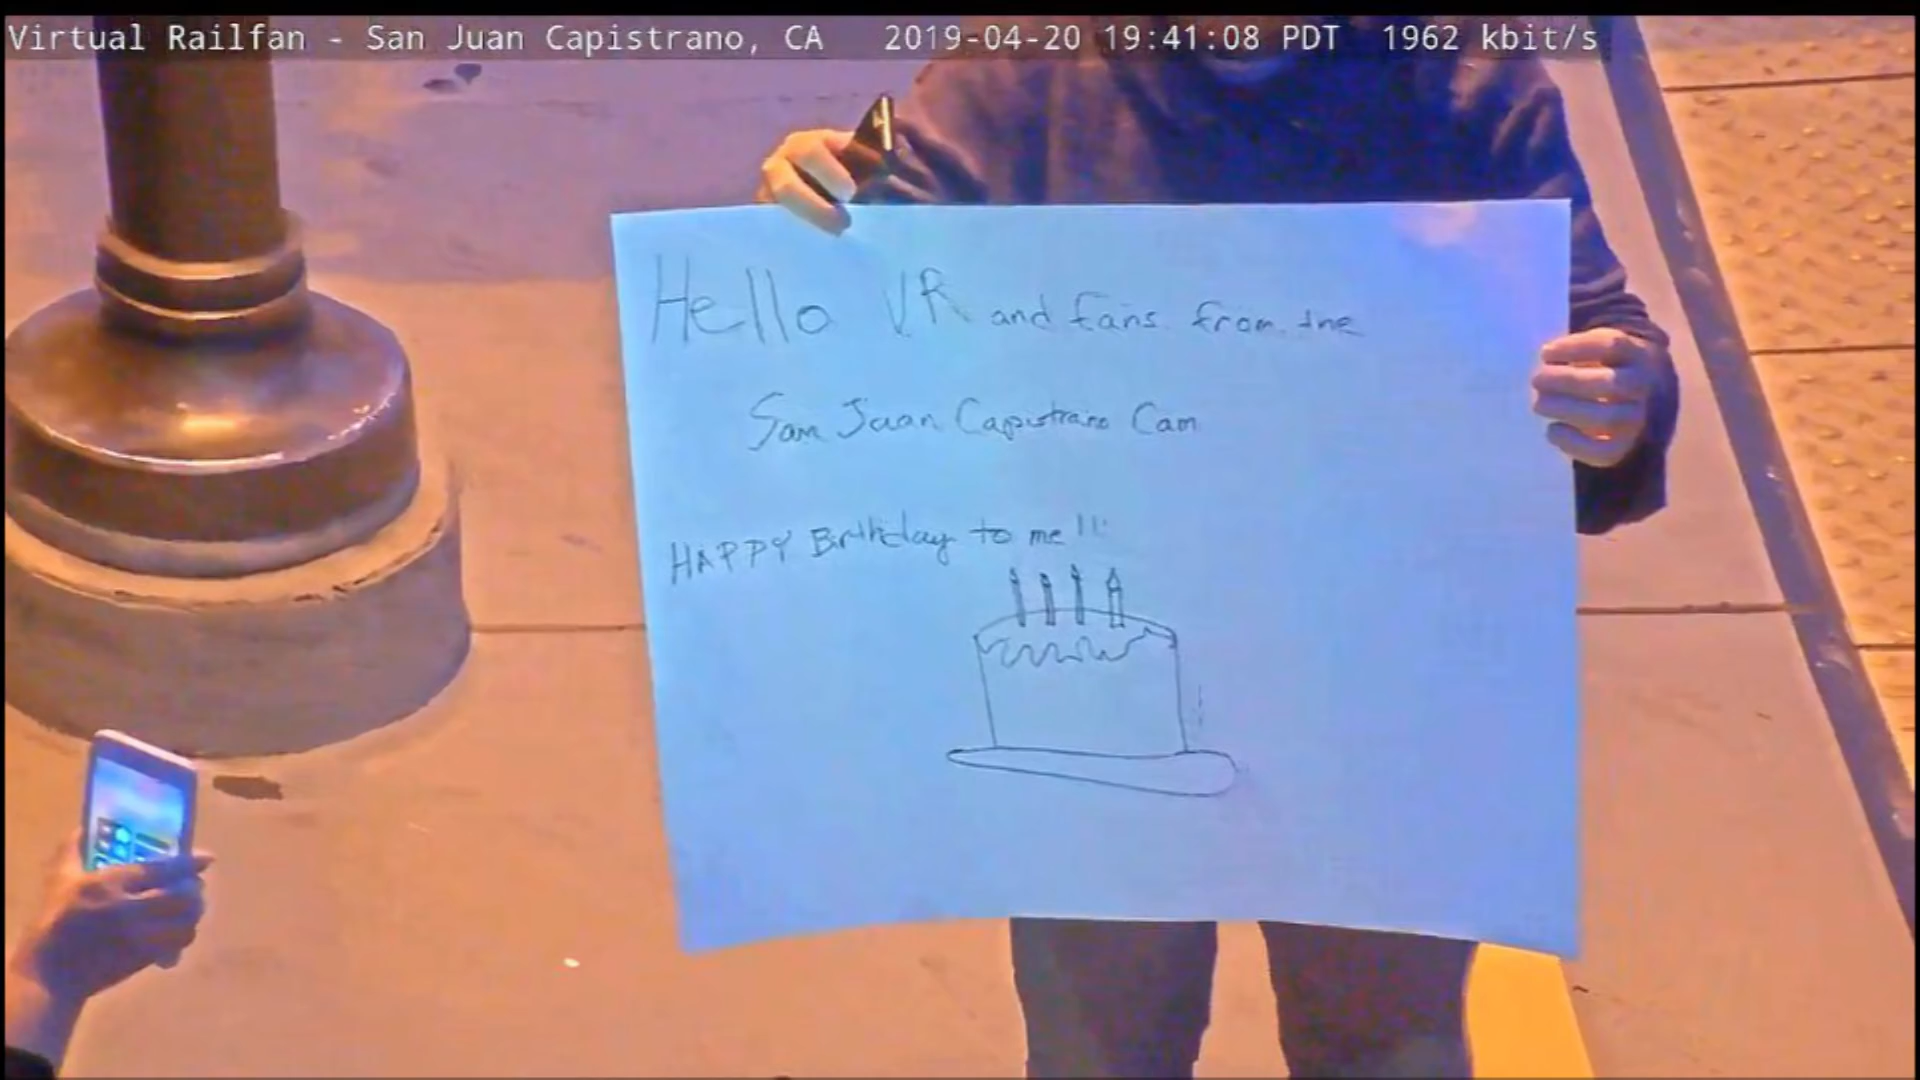 Virtual Railfan - San Juan Capistrano, CA 2019-04-20 19:41:08 PDT 1962 kbit/s
Hello VR and fans from the
San Juan Capistrano Cam
HAPPY Birthday to me !!!